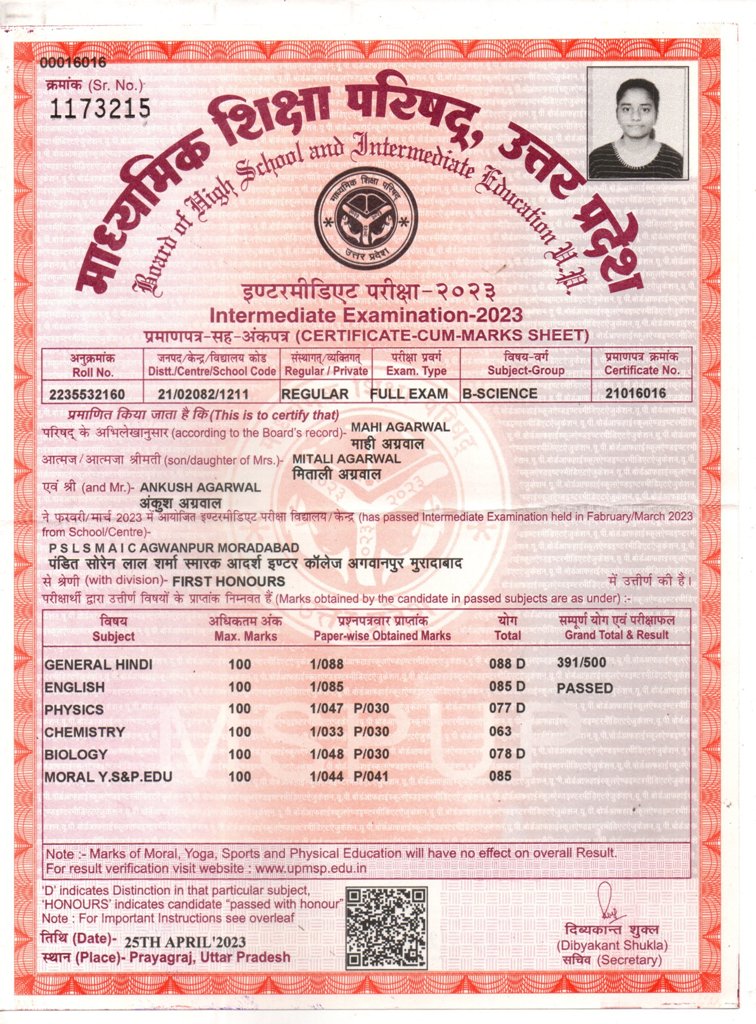 00016016
क्रमांक (Sr. No.)
1173215
माध्यमिक शिक्षा परिषद्, उत्तर प्रदेश
Board of High School and Intermediate Education U.P.
माध्यमिक शिक्षा परिषद्
उत्तर प्रदेश
इण्टरमीडिएट परीक्षा-२०२३
Intermediate Examination-2023
प्रमाणपत्र-सह-अंकपत्र (CERTIFICATE-CUM-MARKS SHEET)
अनुक्रमांक जनपद/केन्द्र/विद्यालय कोड संस्थागत/व्यक्तिगत परीक्षा प्रवर्ग विषय-वर्ग प्रमाणपत्र क्रमांक
Roll No. Distt./Centre/School Code Regular / Private Exam. Type Subject-Group Certificate No.
2235532160 21/02082/1211 REGULAR FULL EXAM B-SCIENCE 21016016
प्रमाणित किया जाता है कि (This is to certify that)
परिषद् के अभिलेखानुसार (according to the Board's record)- MAHI AGARWAL
माही अग्रवाल
आत्मज/आत्मजा श्रीमती (son/daughter of Mrs.)- MITALI AGARWAL
मिताली अग्रवाल
एवं श्री (and Mr.)- ANKUSH AGARWAL
अंकुश अग्रवाल
ने फरवरी/मार्च 2023 में आयोजित इण्टरमीडिएट परीक्षा विद्यालय/केन्द्र (has passed Intermediate Examination held in Fabruary/March 2023
from School/Centre)-
P S L S M A I C AGWANPUR MORADABAD
पंडित सोरेन लाल शर्मा स्मारक आदर्श इण्टर कॉलेज अगवानपुर मुरादाबाद
से श्रेणी (with division)- FIRST HONOURS में उत्तीर्ण की है।
परीक्षार्थी द्वारा उत्तीर्ण विषयों के प्राप्तांक निम्नवत हैं (Marks obtained by the candidate in passed subjects are as under) :-
विषय अधिकतम अंक प्रश्नपत्रवार प्राप्तांक योग सम्पूर्ण योग एवं परीक्षाफल
Subject Max. Marks Paper-wise Obtained Marks Total Grand Total & Result
GENERAL HINDI 100 1/088 088 D 391/500
ENGLISH 100 1/085 085 D PASSED
PHYSICS 100 1/047 P/030 077 D
CHEMISTRY 100 1/033 P/030 063
BIOLOGY 100 1/048 P/030 078 D
MORAL Y.S&P.EDU 100 1/044 P/041 085
MSPUP
Note :- Marks of Moral, Yoga, Sports and Physical Education will have no effect on overall Result.
For result verification visit website : www.upmsp.edu.in
'D' indicates Distinction in that particular subject,
'HONOURS' indicates candidate "passed with honour"
Note : For Important Instructions see overleaf
तिथि (Date)- 25TH APRIL'2023
स्थान (Place)- Prayagraj, Uttar Pradesh
दिब्यकान्त शुक्ल
(Dibyakant Shukla)
सचिव (Secretary)